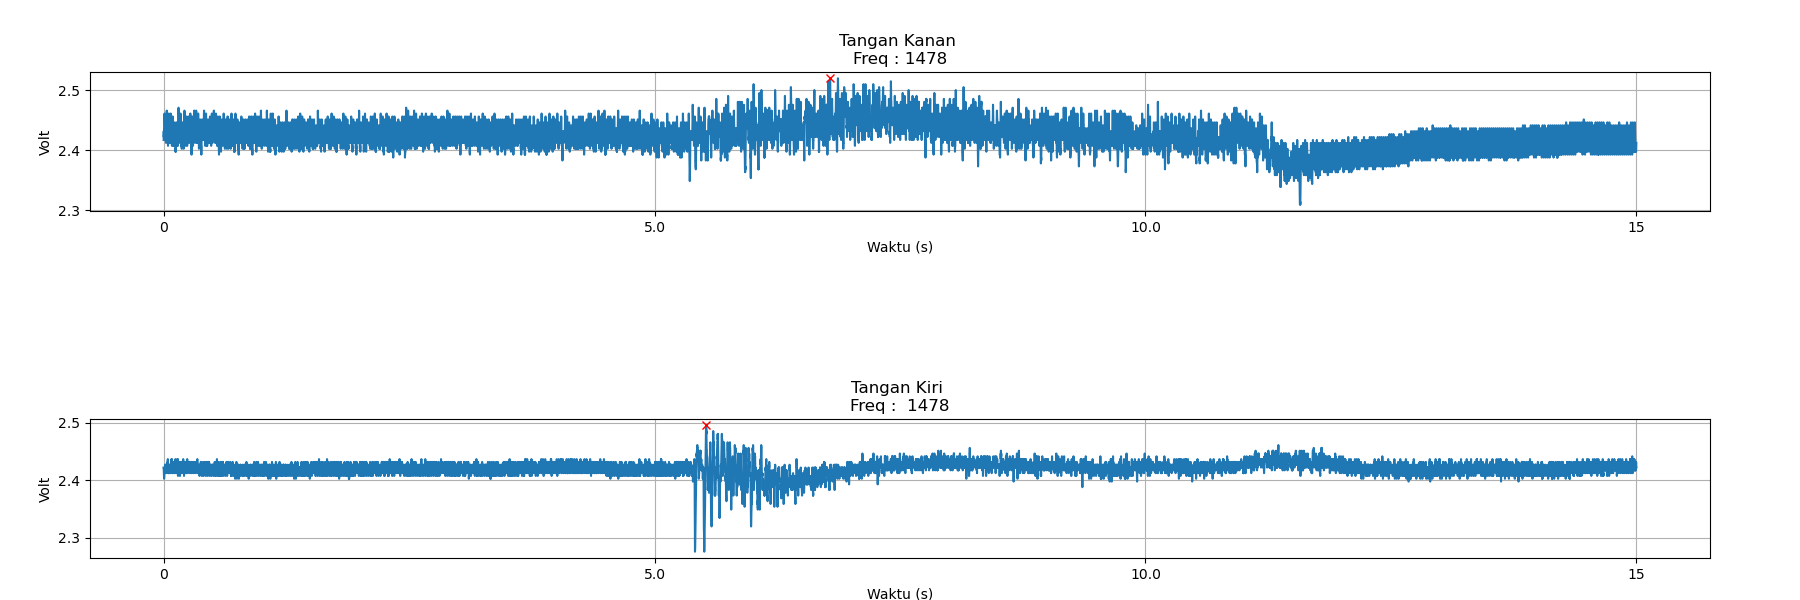 Tangan Kanan
Freq : 1478
2.5
2.4
2.3
Volt
0 5.0 10.0 15
Waktu (s)
Tangan Kiri
Freq :  1478
2.5
2.4
2.3
Volt
0 5.0 10.0 15
Waktu (s)